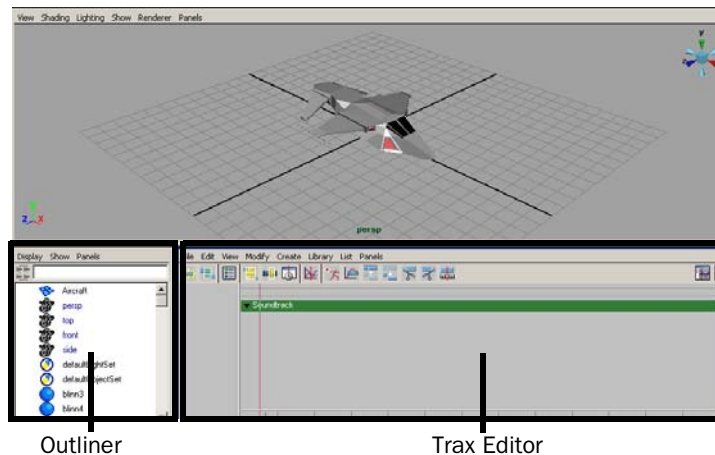 View Shading Lighting Show Renderer Panels
y
z
y
z x
persp
Display Show Panels
ile Edit View Modify Create Library List Panels
Aircraft
persp
top
front
side
defaultLightSet
defaultObjectSet
blinn3
blinn4
Soundtrack
Outliner
Trax Editor